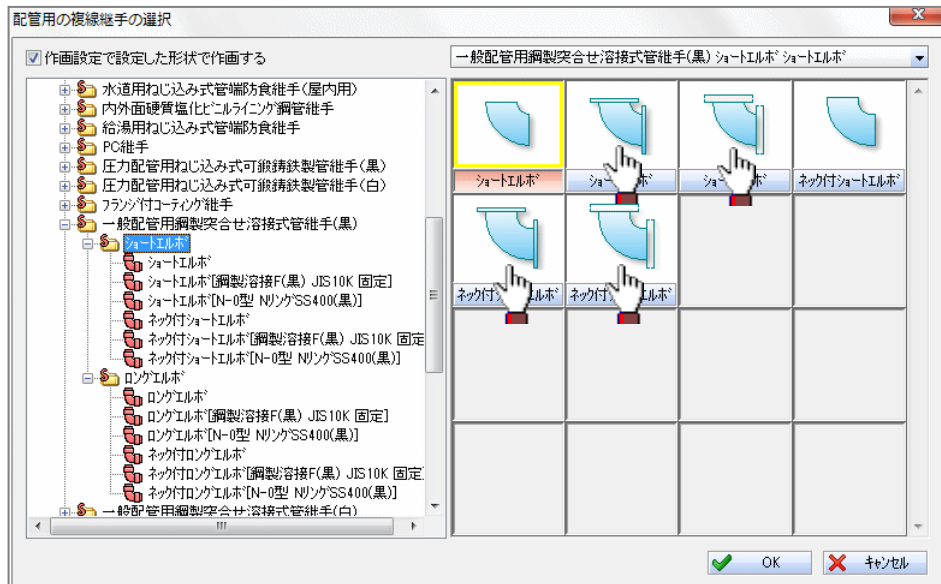 配管用の複線継手の選択
作画設定で設定した形状で作画する
一般配管用鋼製突合せ溶接式管継手(黒) ショートエルボ ショートエルボ
水道用ねじ込み式管端防食継手(屋内用)
内外面硬質塩化ビニルライニング鋼管継手
給湯用ねじ込み式管端防食継手
PC継手
圧力配管用ねじ込み式可鍛鋳鉄製管継手(黒)
圧力配管用ねじ込み式可鍛鋳鉄製管継手(白)
フランジ付コーティング継手
一般配管用鋼製突合せ溶接式管継手(黒)
ショートエルボ
ショートエルボ
ショートエルボ[鋼製溶接F(黒) JIS10K 固定]
ショートエルボ[N-0型 NリングSS400(黒)]
ネック付ショートエルボ
ネック付ショートエルボ[鋼製溶接F(黒) JIS10K 固定
ネック付ショートエルボ[N-0型 NリングSS400(黒)]
ロングエルボ
ロングエルボ
ロングエルボ[鋼製溶接F(黒) JIS10K 固定]
ロングエルボ[N-0型 NリングSS400(黒)]
ネック付ロングエルボ
ネック付ロングエルボ[鋼製溶接F(黒) JIS10K 固定
ネック付ロングエルボ[N-0型 NリングSS400(黒)]
一般配管用鋼製突合せ溶接式管継手(白)
ショートエルボ
ネック付ショートエルボ
OK
キャンセル